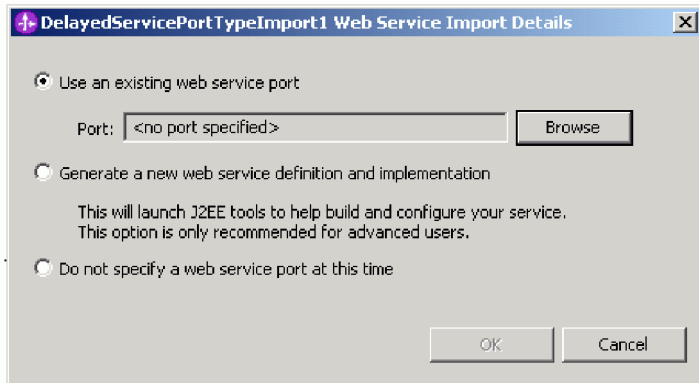 DelayedServicePortTypeImport1 Web Service Import Details
Use an existing web service port
Port: <no port specified> Browse
Generate a new web service definition and implementation
This will launch J2EE tools to help build and configure your service.
This option is only recommended for advanced users.
Do not specify a web service port at this time
OK Cancel